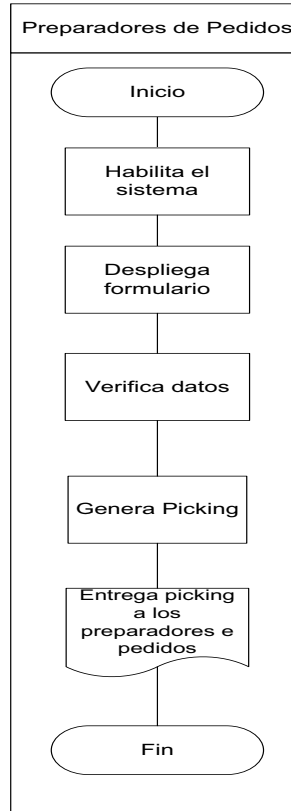 Preparadores de Pedidos
Inicio
Habilita el
sistema
Despliega
formulario
Verifica datos
Genera Picking
Entrega picking
a los
preparadores e
pedidos
Fin